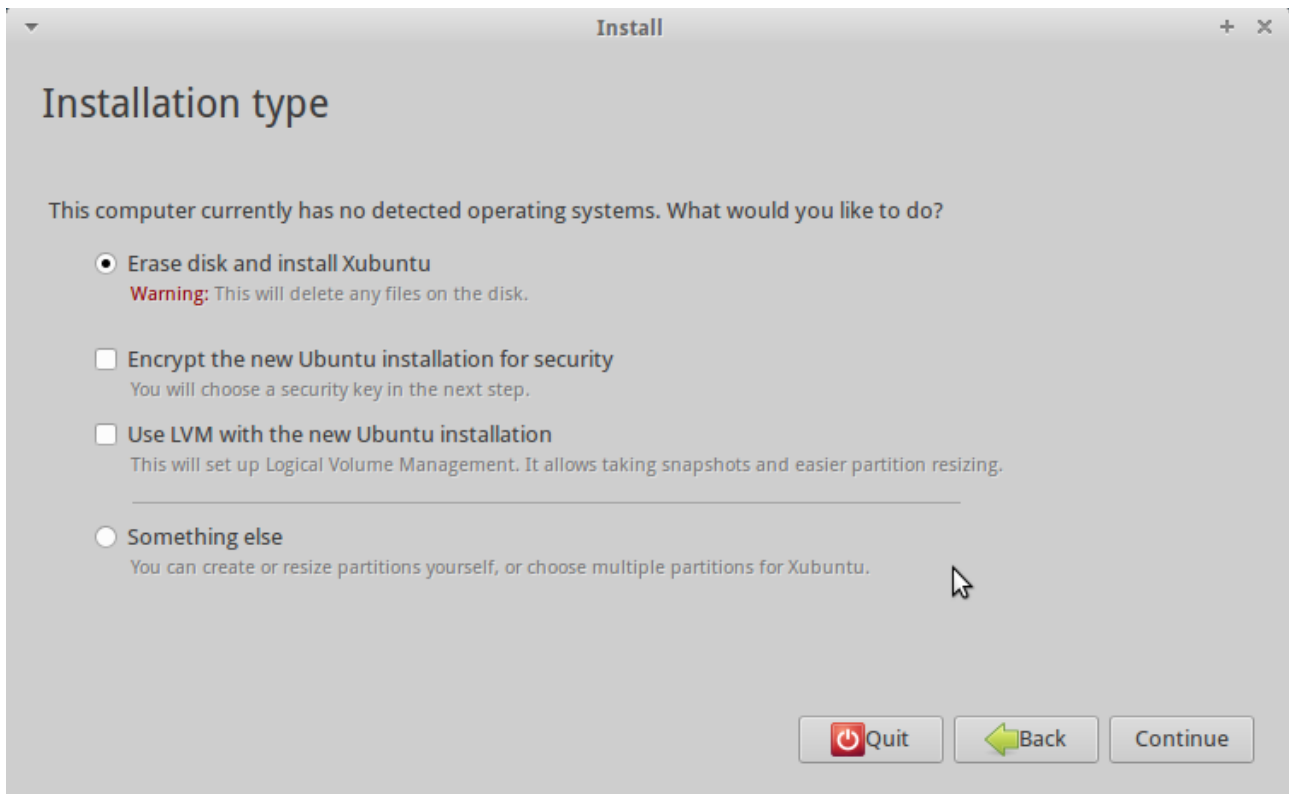 Install
Installation type
This computer currently has no detected operating systems. What would you like to do?
Erase disk and install Xubuntu
Warning: This will delete any files on the disk.
Encrypt the new Ubuntu installation for security
You will choose a security key in the next step.
Use LVM with the new Ubuntu installation
This will set up Logical Volume Management. It allows taking snapshots and easier partition resizing.
Something else
You can create or resize partitions yourself, or choose multiple partitions for Xubuntu.
Quit Back Continue